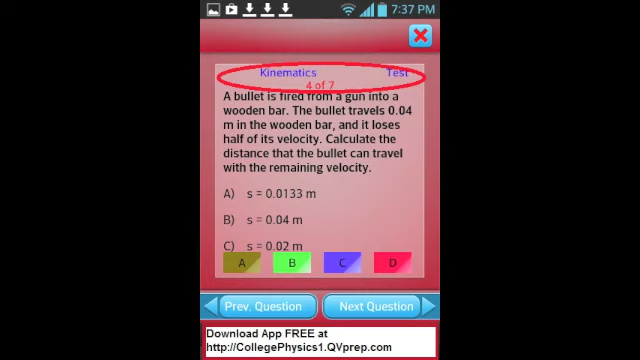 7:37 PM
Kinematics Test
4 of 7
A bullet is fired from a gun into a
wooden bar. The bullet travels 0.04
m in the wooden bar, and it loses
half of its velocity. Calculate the
distance that the bullet can travel
with the remaining velocity.
A) s = 0.0133 m
B) s = 0.04 m
C) s = 0.02 m
A B C D
Prev. Question Next Question
Download App FREE at
http://CollegePhysics1.QVprep.com